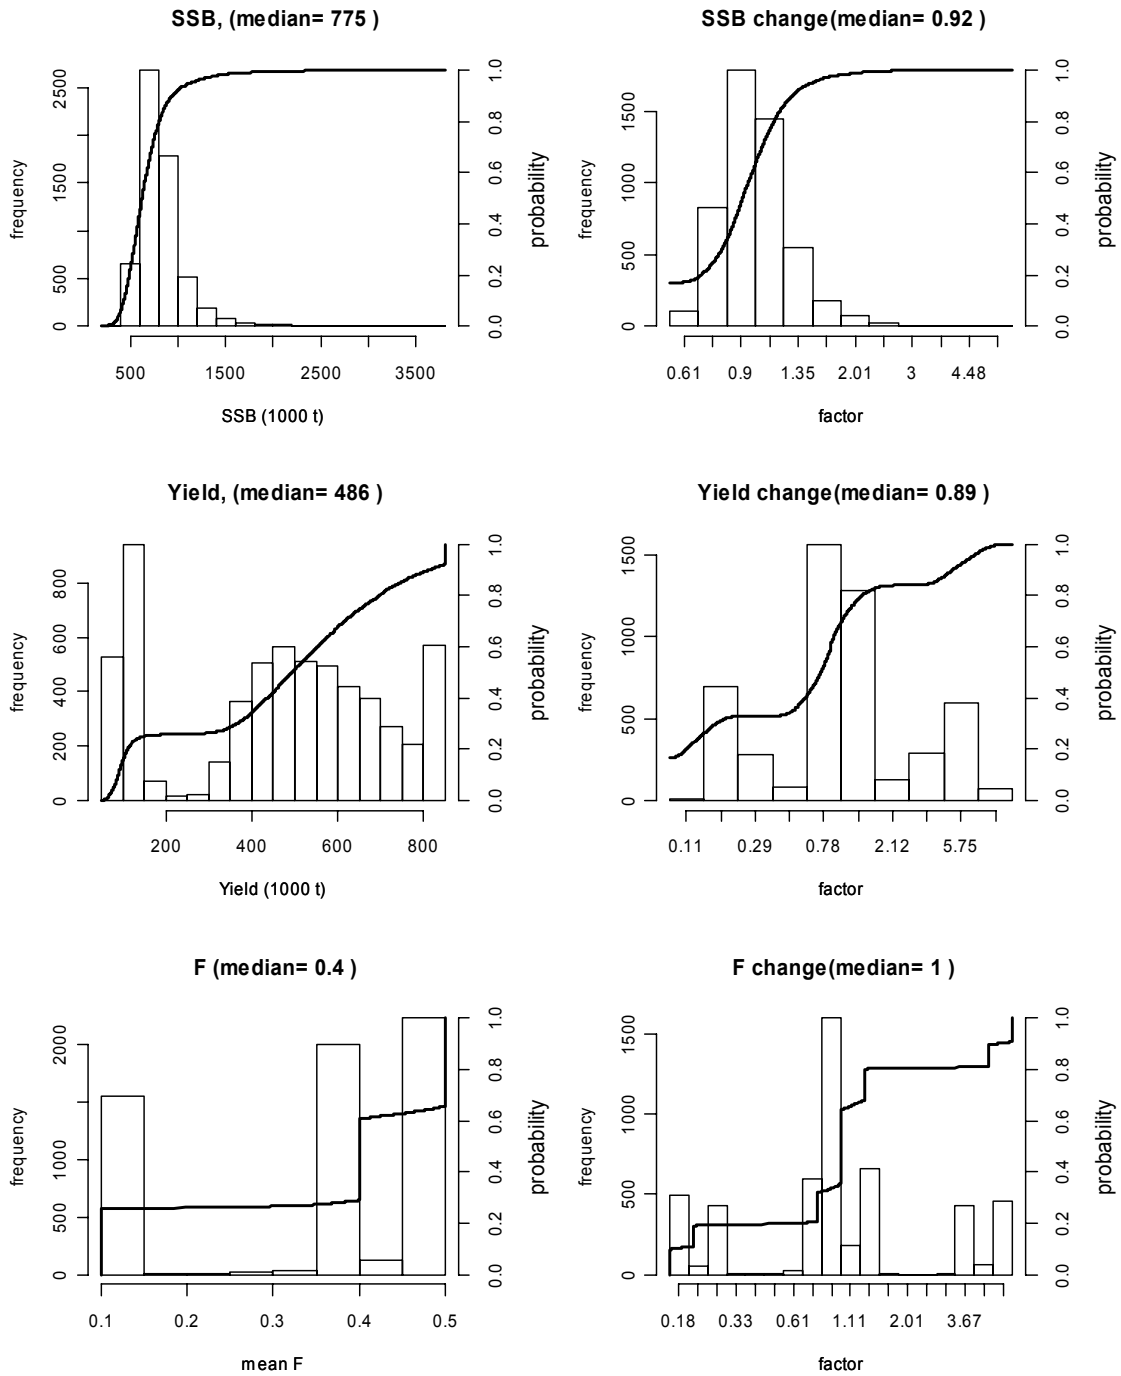 SSB, (median= 775 )
frequency
0 500 1500 2500
0.0 0.2 0.4 0.6 0.8 1.0
probability
500 1500 2500 3500
SSB (1000 t)
SSB change(median= 0.92 )
frequency
0 500 1000 1500
0.0 0.2 0.4 0.6 0.8 1.0
probability
0.61 0.9 1.35 2.01 3 4.48
factor
Yield, (median= 486 )
frequency
0 200 400 600 800
0.0 0.2 0.4 0.6 0.8 1.0
probability
200 400 600 800
Yield (1000 t)
Yield change(median= 0.89 )
frequency
0 500 1000 1500
0.0 0.2 0.4 0.6 0.8 1.0
probability
0.11 0.29 0.78 2.12 5.75
factor
F (median= 0.4 )
frequency
0 500 1000 2000
0.0 0.2 0.4 0.6 0.8 1.0
probability
0.1 0.2 0.3 0.4 0.5
mean F
F change(median= 1 )
frequency
0 500 1000 1500
0.0 0.2 0.4 0.6 0.8 1.0
probability
0.18 0.33 0.61 1.11 2.01 3.67
factor